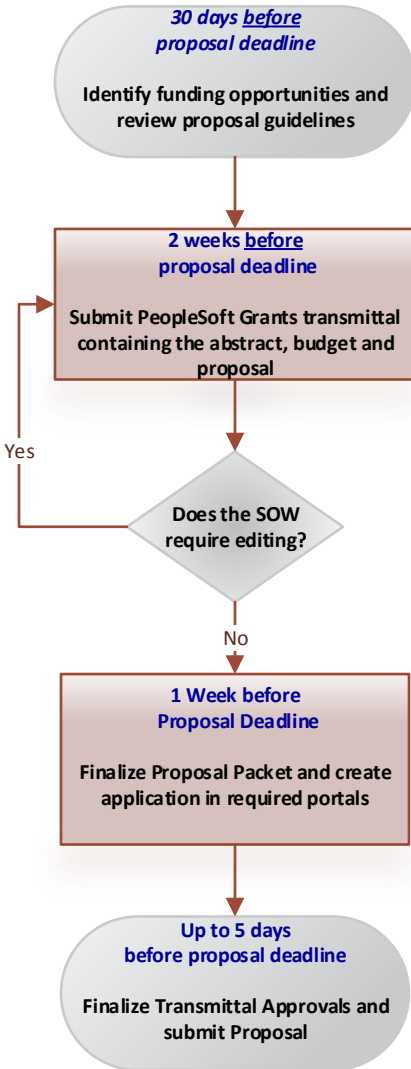 30 days before
proposal deadline
Identify funding opportunities and
review proposal guidelines
2 weeks before
proposal deadline
Submit PeopleSoft Grants transmittal
containing the abstract, budget and
proposal
Yes
Does the SOW
require editing?
No
1 Week before
Proposal Deadline
Finalize Proposal Packet and create
application in required portals
Up to 5 days
before proposal deadline
Finalize Transmittal Approvals and
submit Proposal